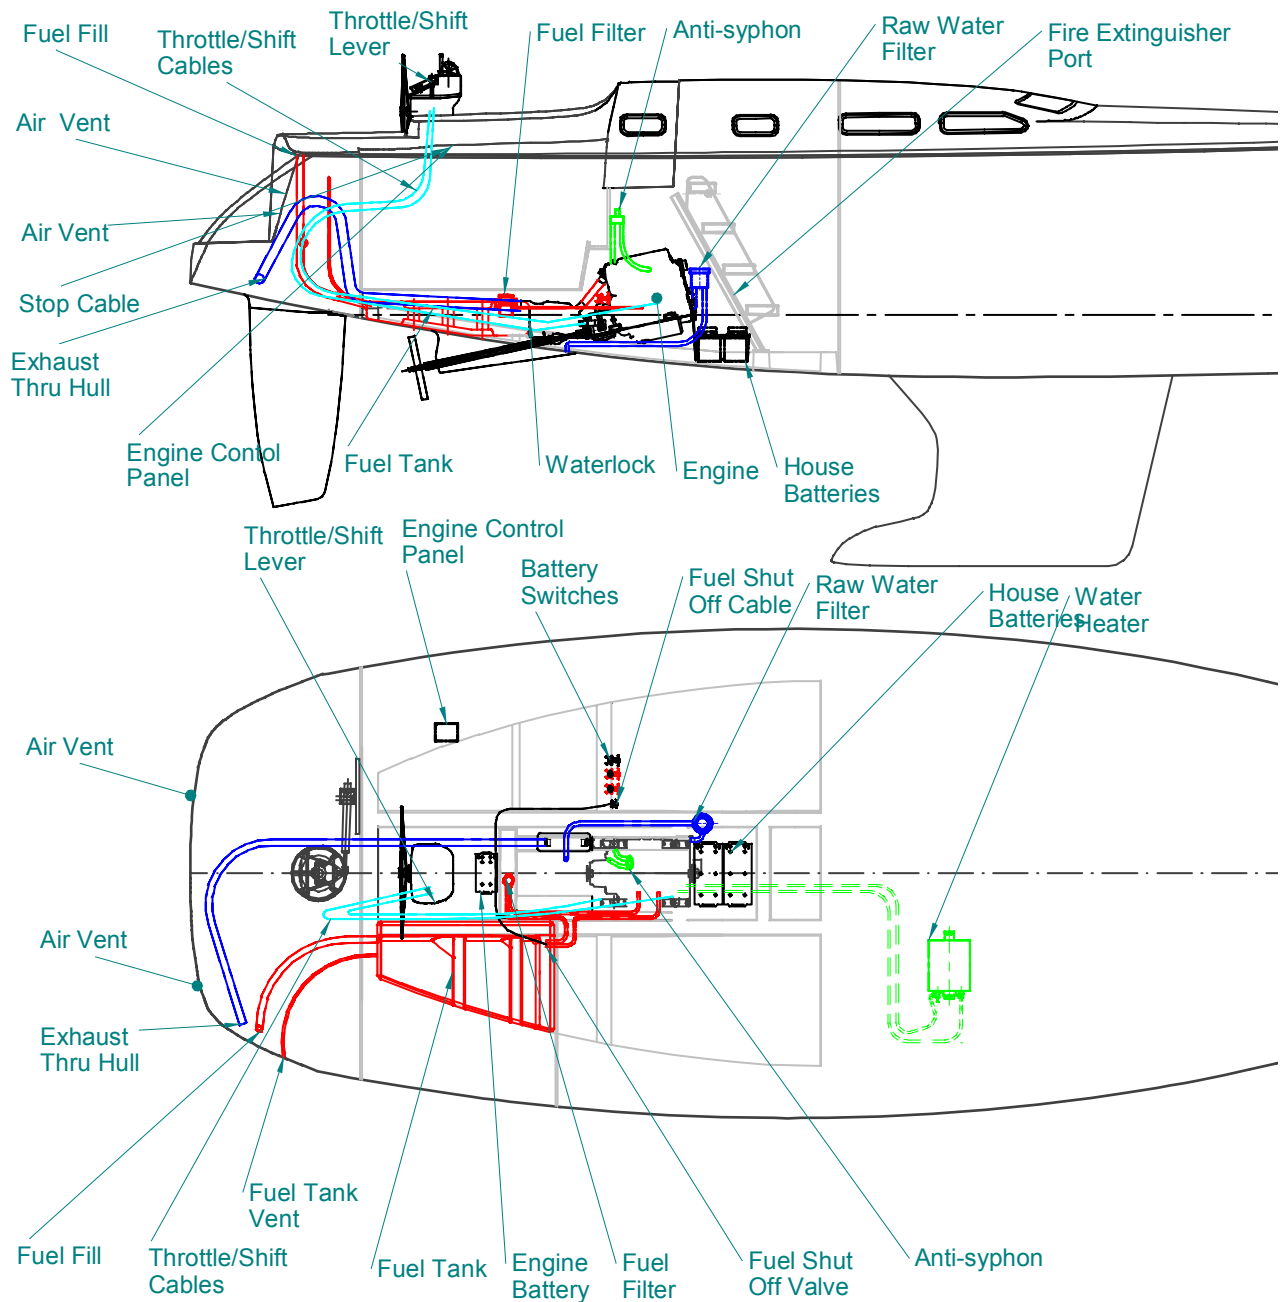 Fuel Fill
Throttle/Shift
Cables
Throttle/Shift
Lever
Fuel Filter
Anti-syphon
Raw Water
Filter
Fire Extinguisher
Port
Air Vent
Air Vent
Stop Cable
Exhaust
Thru Hull
Engine Contol
Panel
Fuel Tank
Waterlock
Engine
House
Batteries
Throttle/Shift
Lever
Engine Control
Panel
Battery
Switches
Fuel Shut
Off Cable
Raw Water
Filter
House
Batteries
Water
Heater
Air Vent
Air Vent
Exhaust
Thru Hull
Fuel Tank
Vent
Fuel Fill
Throttle/Shift
Cables
Fuel Tank
Engine
Battery
Fuel
Filter
Fuel Shut
Off Valve
Anti-syphon